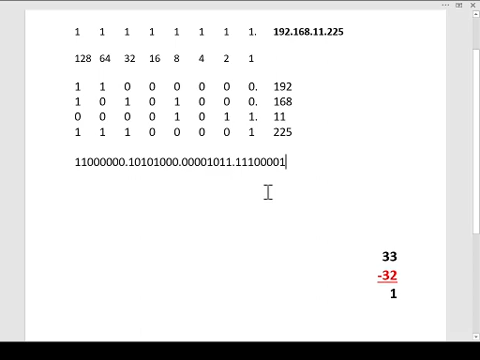 1 1 1 1 1 1 1 1. 192.168.11.225
128 64 32 16 8 4 2 1
1 1 0 0 0 0 0 0. 192
1 0 1 0 1 0 0 0. 168
0 0 0 0 1 0 1 1. 11
1 1 1 0 0 0 0 1 225
11000000.10101000.00001011.11100001
33
-32
1